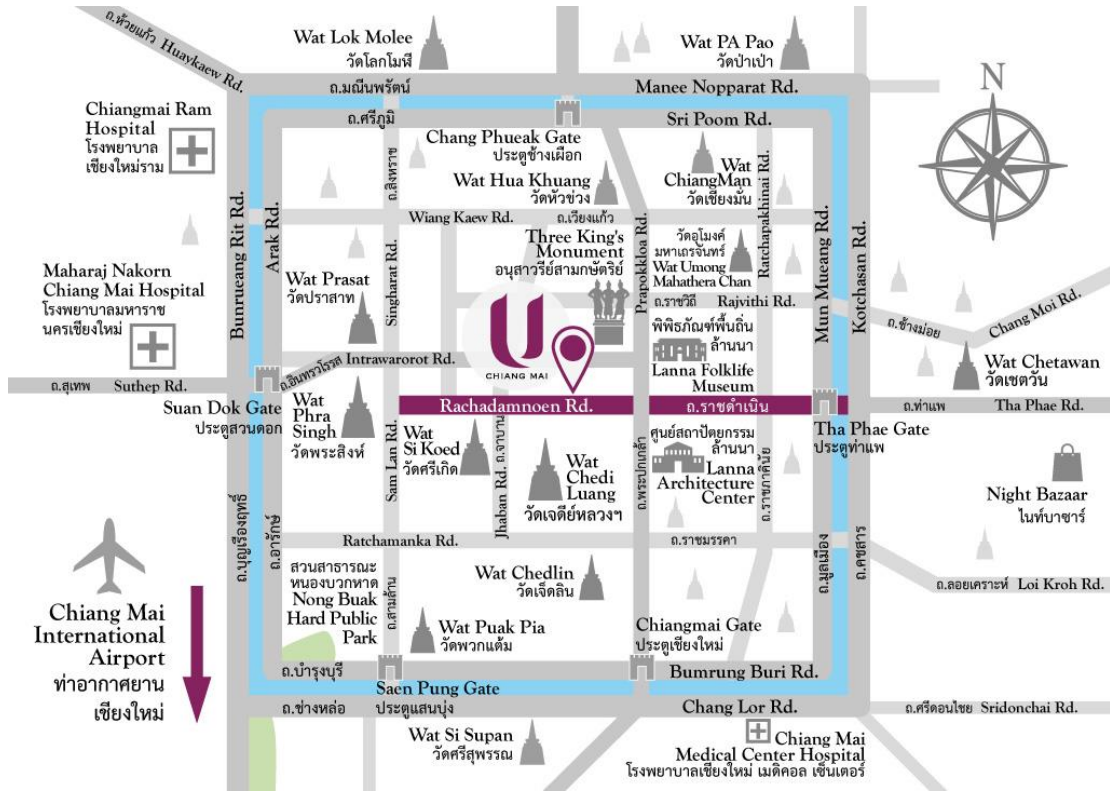 ถ.ห้วยแก้ว Huaykaew Rd.
Wat Lok Molee
วัดโลกโมฬี
Wat PA Pao
วัดป่าเป้า
N
ถ.มณีนพรัตน์
Manee Nopparat Rd.
Chiangmai Ram
Hospital
โรงพยาบาล
เชียงใหม่ราม
ถ.ศรีภูมิ
Sri Poom Rd.
Chang Phueak Gate
ประตูช้างเผือก
ถ.สิงหราช
Wat Hua Khuang
วัดหัวข่วง
Wat
ChiangMan
วัดเชียงมั่น
Ratchapakhinai Rd.
Bunrueang Rit Rd.
Arak Rd.
Wiang Kaew Rd.
ถ.เวียงแก้ว
Mun Mueang Rd.
Kotchasan Rd.
Three King's
Monument
อนุสาวรีย์สามกษัตริย์
Prapokkloa Rd.
วัดอุโมงค์
มหาเถรจันทร์
Wat Umong
Mahathera Chan
Maharaj Nakorn
Chiang Mai Hospital
โรงพยาบาลมหาราช
นครเชียงใหม่
Wat Prasat
วัดปราสาท
Singharat Rd.
ถ.ราชวิถี
Rajvithi Rd.
ถ.ช้างม่อย
Chang Moi Rd.
U
CHIANG MAI
พิพิธภัณฑ์พื้นถิ่น
ล้านนา
Lanna Folklife
Museum
ถ.อินทวโรรส
Intrawarorot Rd.
Wat Chetawan
วัดเชตวัน
ถ.สุเทพ
Suthep Rd.
Suan Dok Gate
ประตูสวนดอก
Rachadamnoen Rd.
ถ.ราชดำเนิน
ถ.ท่าแพ
Tha Phae Rd.
Tha Phae Gate
ประตูท่าแพ
Wat
Phra
Singh
วัดพระสิงห์
Sam Lan Rd.
Wat
Si Koed
วัดศรีเกิด
Jhaban Rd.
ถ.จาบาน
Wat
Chedi
Luang
วัดเจดีย์หลวงฯ
ถ.พระปกเกล้า
ศูนย์สถาปัตยกรรม
ล้านนา
Lanna
Architecture
Center
ถ.ราชภาคินัย
Night Bazaar
ไนท์บาซาร์
ถ.บุญเรืองฤทธิ์
ถ.อารักษ์
Ratchamanka Rd.
ถ.ราชมรรคา
ถ.มูลเมือง
ถ.คชสาร
สวนสาธารณะ
หนองบวกหาด
Nong Buak
Hard Public
Park
ถ.สามล้าน
Wat Chedlin
วัดเจ็ดลิน
ถ.ลอยเคราะห์
Loi Kroh Rd.
Chiang Mai
International
Airport
ท่าอากาศยาน
เชียงใหม่
Wat Puak Pia
วัดพวกแต้ม
Chiangmai Gate
ประตูเชียงใหม่
ถ.บำรุงบุรี
Bumrung Buri Rd.
Saen Pung Gate
ประตูแสนปุง
ถ.ช่างหล่อ
Chang Lor Rd.
ถ.ศรีดอนไชย
Sridonchai Rd.
Wat Si Supan
วัดศรีสุพรรณ
Chiang Mai
Medical Center Hospital
โรงพยาบาลเชียงใหม่ เมดิคอล เซ็นเตอร์